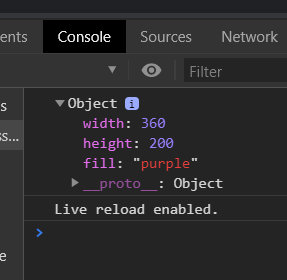 ents Console Sources Network
Filter
s
ss...
e
▼Object i
width: 360
height: 200
fill: "purple"
▶__proto__: Object
Live reload enabled.
>